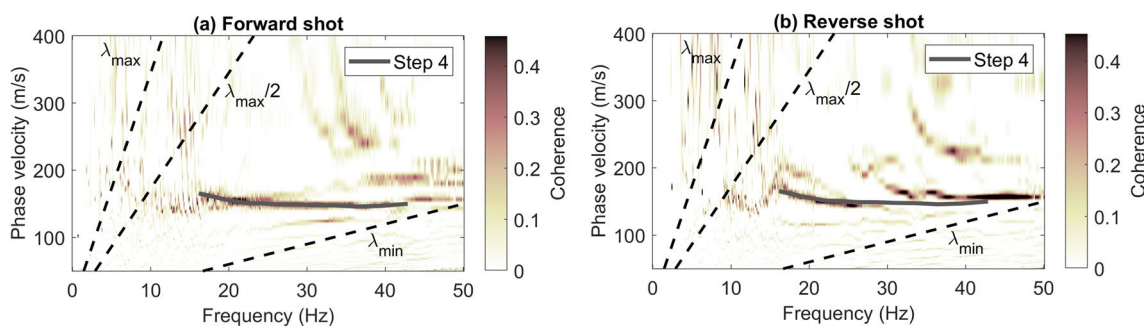 (a) Forward shot
400
300
200
100
Phase velocity (m/s)
λmax
λmax/2
λmin
Step 4
0 10 20 30 40 50
Frequency (Hz)
0.4
0.3
0.2
0.1
0
Coherence
(b) Reverse shot
400
300
200
100
Phase velocity (m/s)
λmax
λmax/2
λmin
Step 4
0 10 20 30 40 50
Frequency (Hz)
0.4
0.3
0.2
0.1
0
Coherence